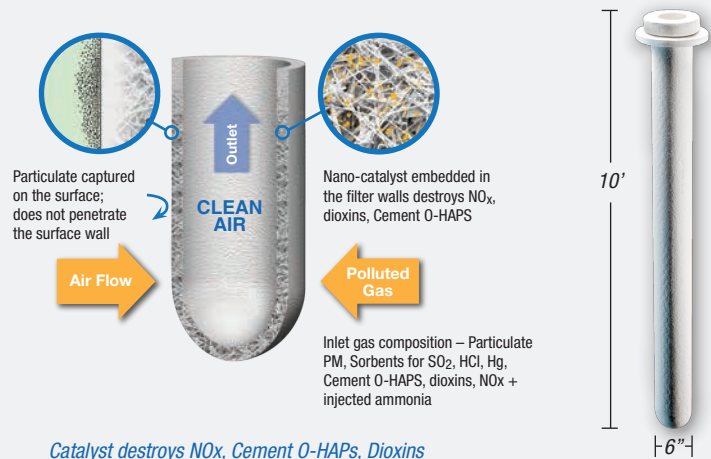 Particulate captured
on the surface;
does not penetrate
the surface wall
Outlet
CLEAN
AIR
Nano-catalyst embedded in
the filter walls destroys NOx,
dioxins, Cement O-HAPS
Air Flow
Polluted
Gas
Inlet gas composition – Particulate
PM, Sorbents for SO2, HCl, Hg,
Cement O-HAPS, dioxins, NOx +
injected ammonia
Catalyst destroys NOx, Cement O-HAPs, Dioxins
10’
6”